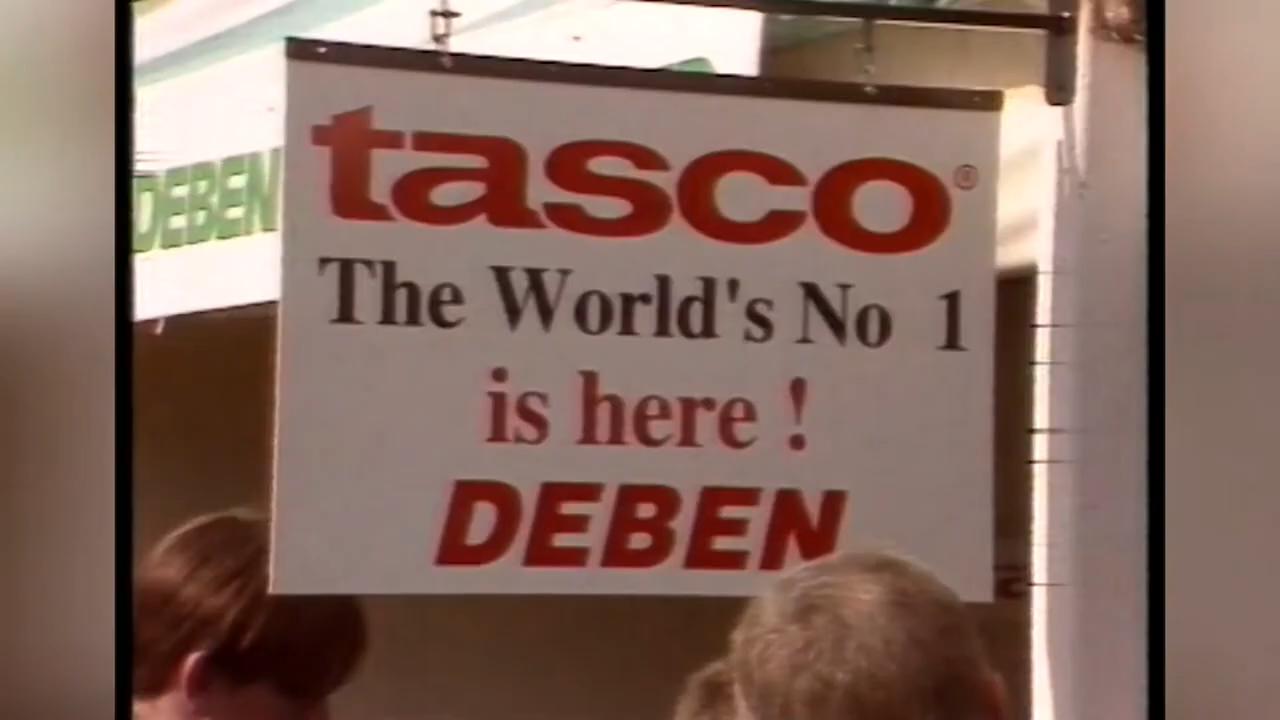 tasco®
The World's No 1
is here !
DEBEN
DEBEN